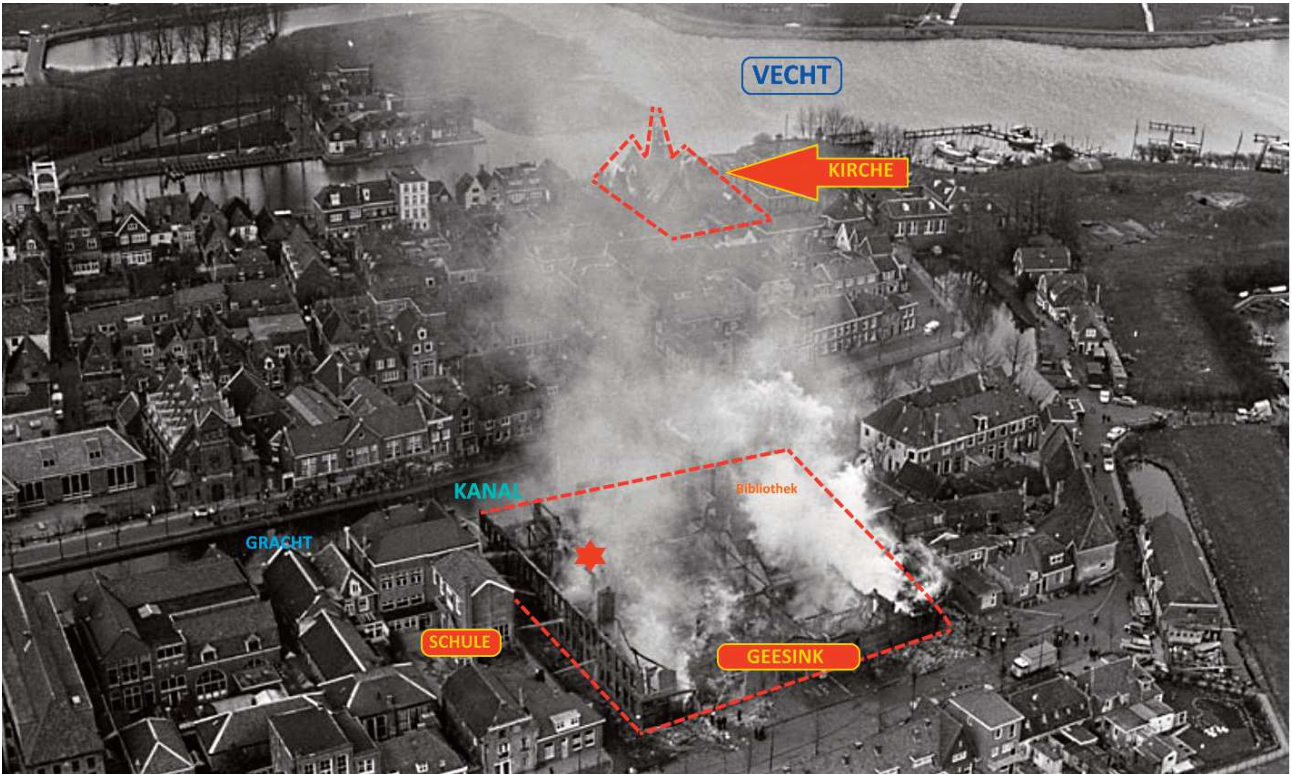 VECHT
KIRCHE
KANAL
Bibliothek
GRACHT
SCHULE
GEESINK